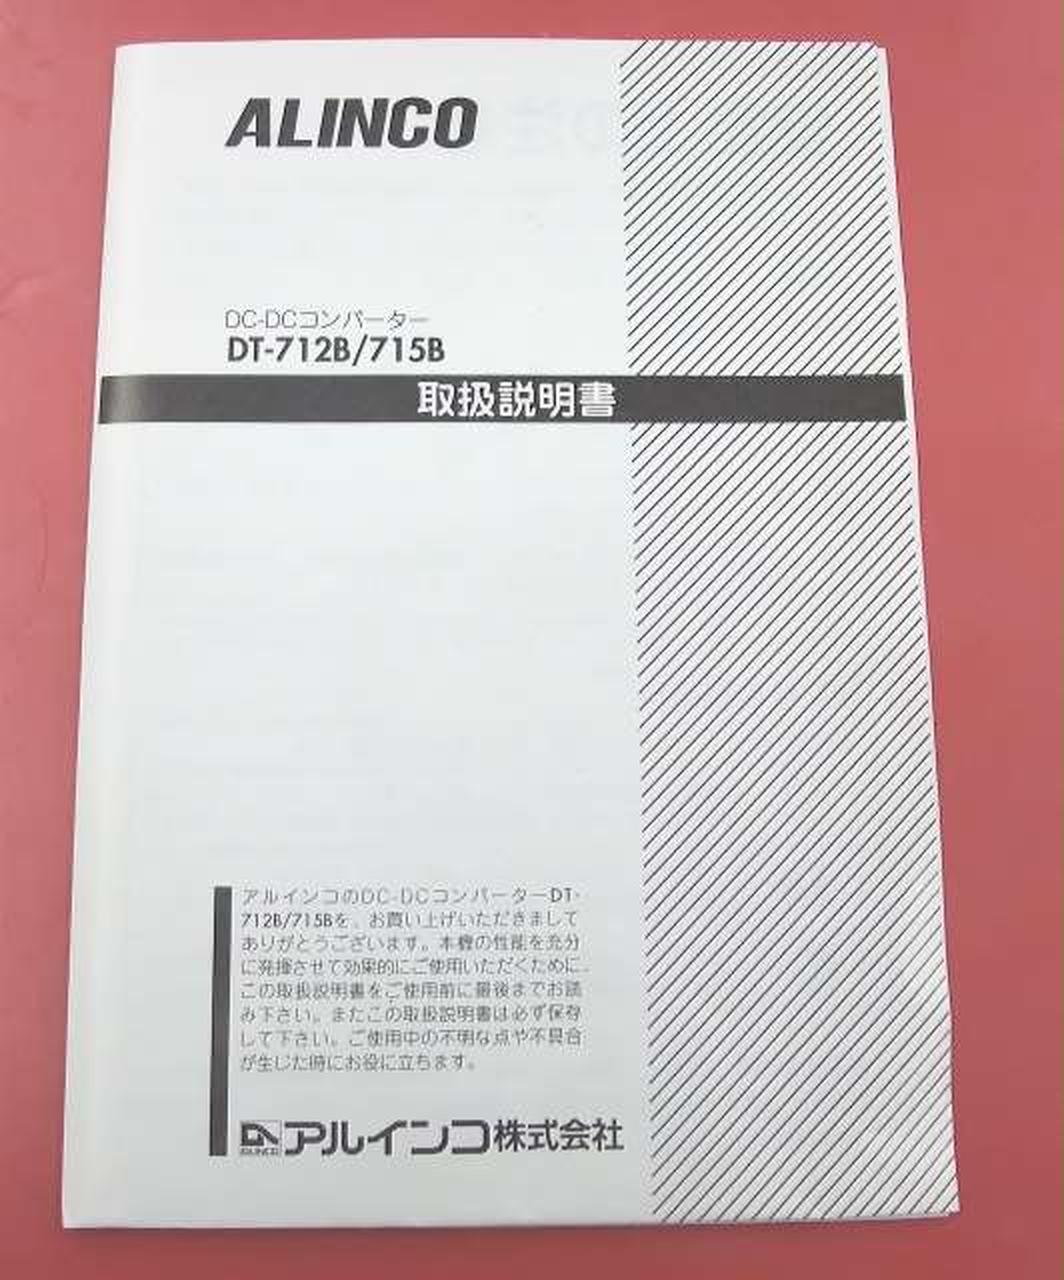 ALINCO
DC-DCコンバーター
DT-712B/715B
取扱説明書
アルインコのDC-DCコンバーターDT-
712B/715Bを、お買い上げいただきまして
ありがとうございます。本機の性能を充分
に発揮させて効果的にご使用いただくために、
この取扱説明書をご使用前に最後までお読
み下さい。またこの取扱説明書は必ず保存
して下さい。ご使用中の不明な点や不具合
が生じた時にお役に立ちます。
ALINCO アルインコ株式会社